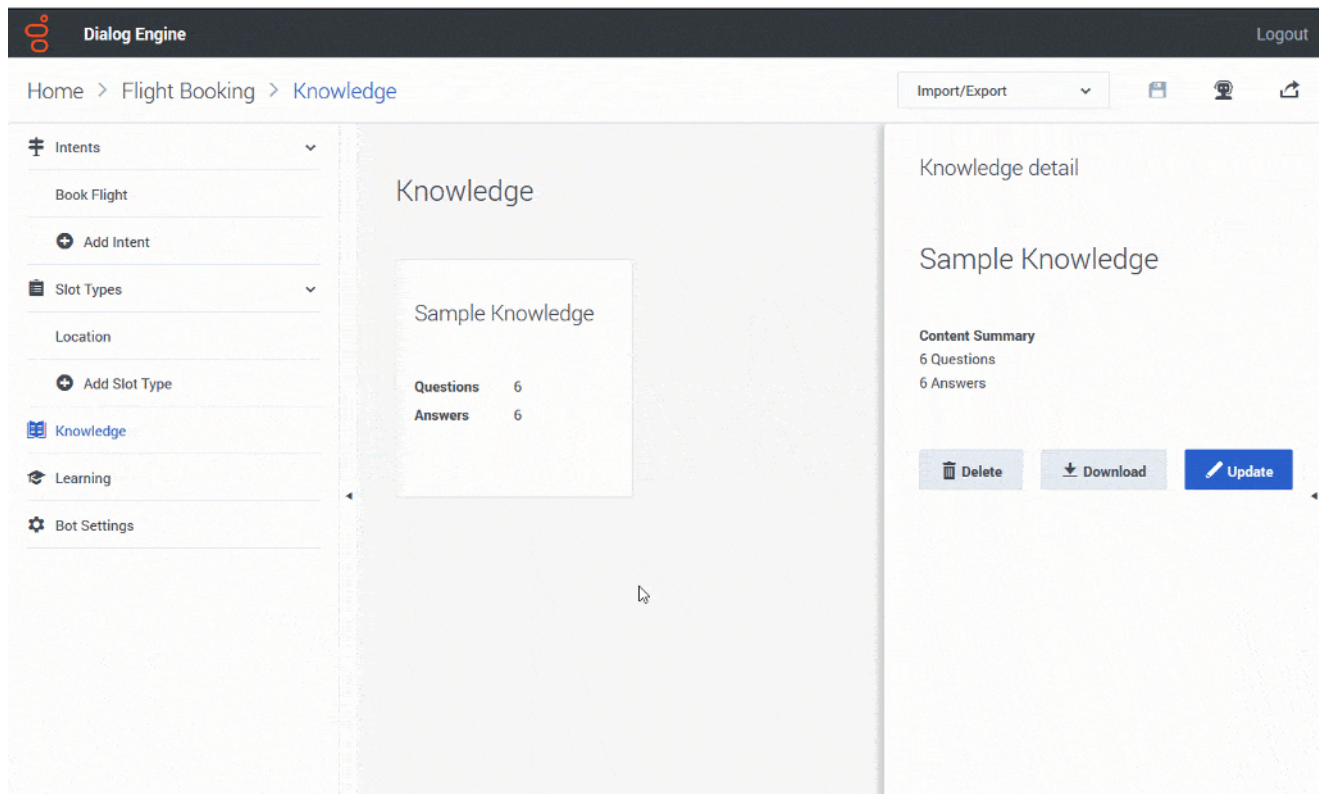 Dialog Engine
Logout
Home > Flight Booking > Knowledge
Import/Export
Intents
Book Flight
Add Intent
Slot Types
Location
Add Slot Type
Knowledge
Learning
Bot Settings
Knowledge
Sample Knowledge
Questions 6
Answers 6
Knowledge detail
Sample Knowledge
Content Summary
6 Questions
6 Answers
Delete
Download
Update